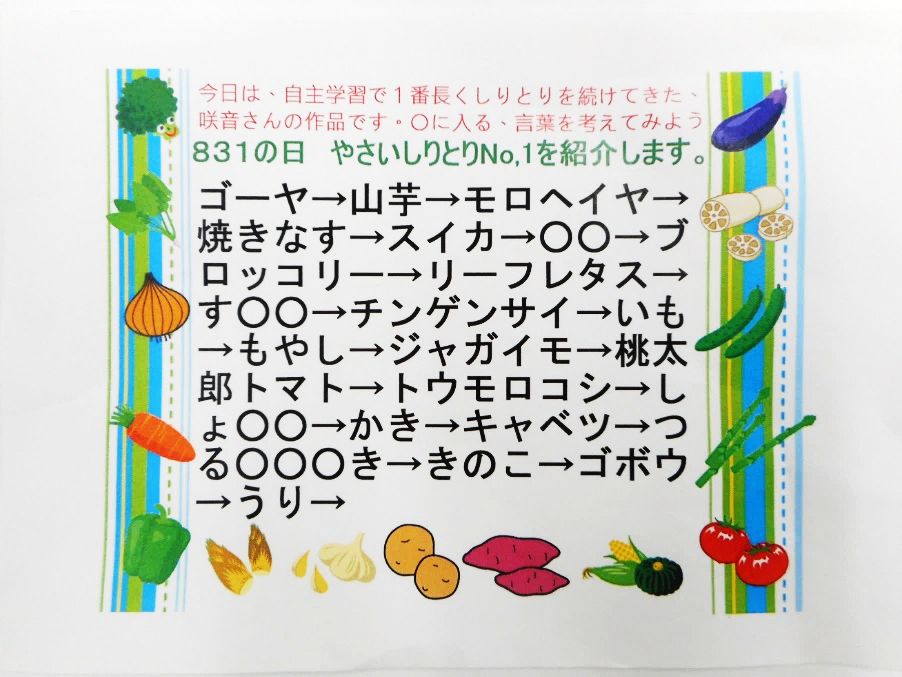 今日は、自主学習で１番長くしりとりを続けてきた、
咲音さんの作品です。〇に入る、言葉を考えてみよう
８３１の日　やさいしりとりNo,1を紹介します。
ゴーヤ→山芋→モロヘイヤ→
焼きなす→スイカ→〇〇→ブ
ロッコリー→リーフレタス→
す〇〇→チンゲンサイ→いも
→もやし→ジャガイモ→桃太
郎トマト→トウモロコシ→し
ょ〇〇→かき→キャベツ→つ
る〇〇〇き→きのこ→ゴボウ
→うり→